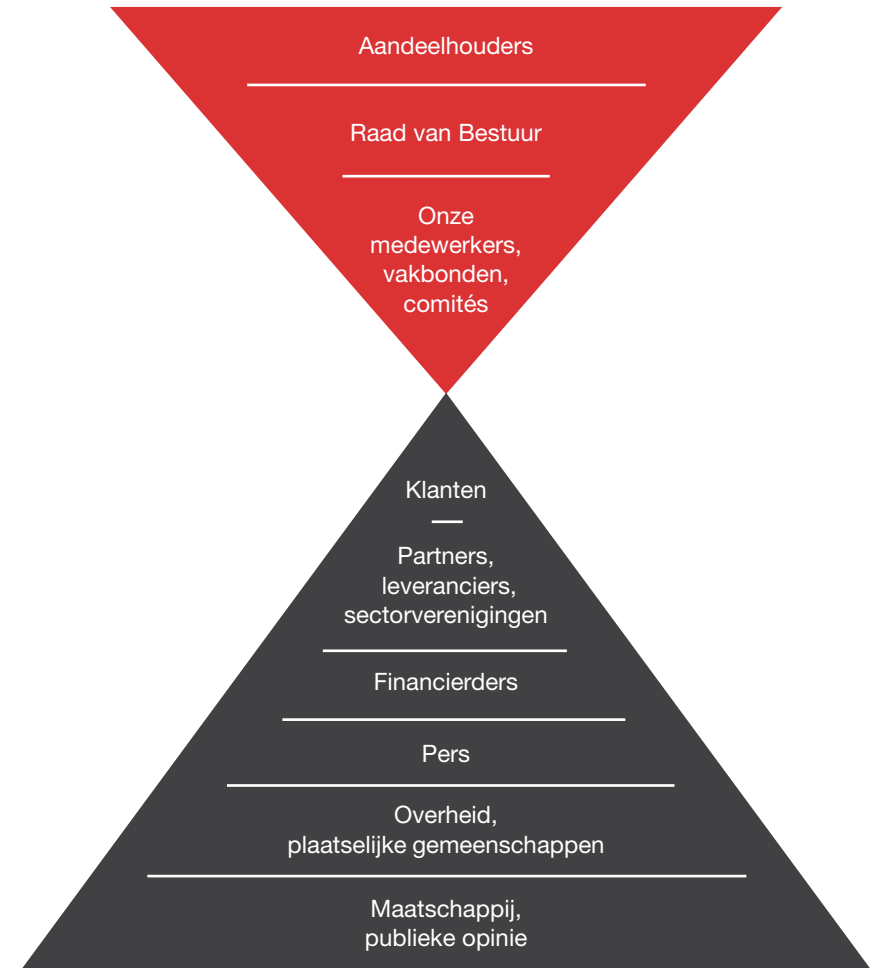 Aandeelhouders
Raad van Bestuur
Onze
medewerkers,
vakbonden,
comités
Klanten
Partners,
leveranciers,
sectorverenigingen
Financierders
Pers
Overheid,
plaatselijke gemeenschappen
Maatschappij,
publieke opinie